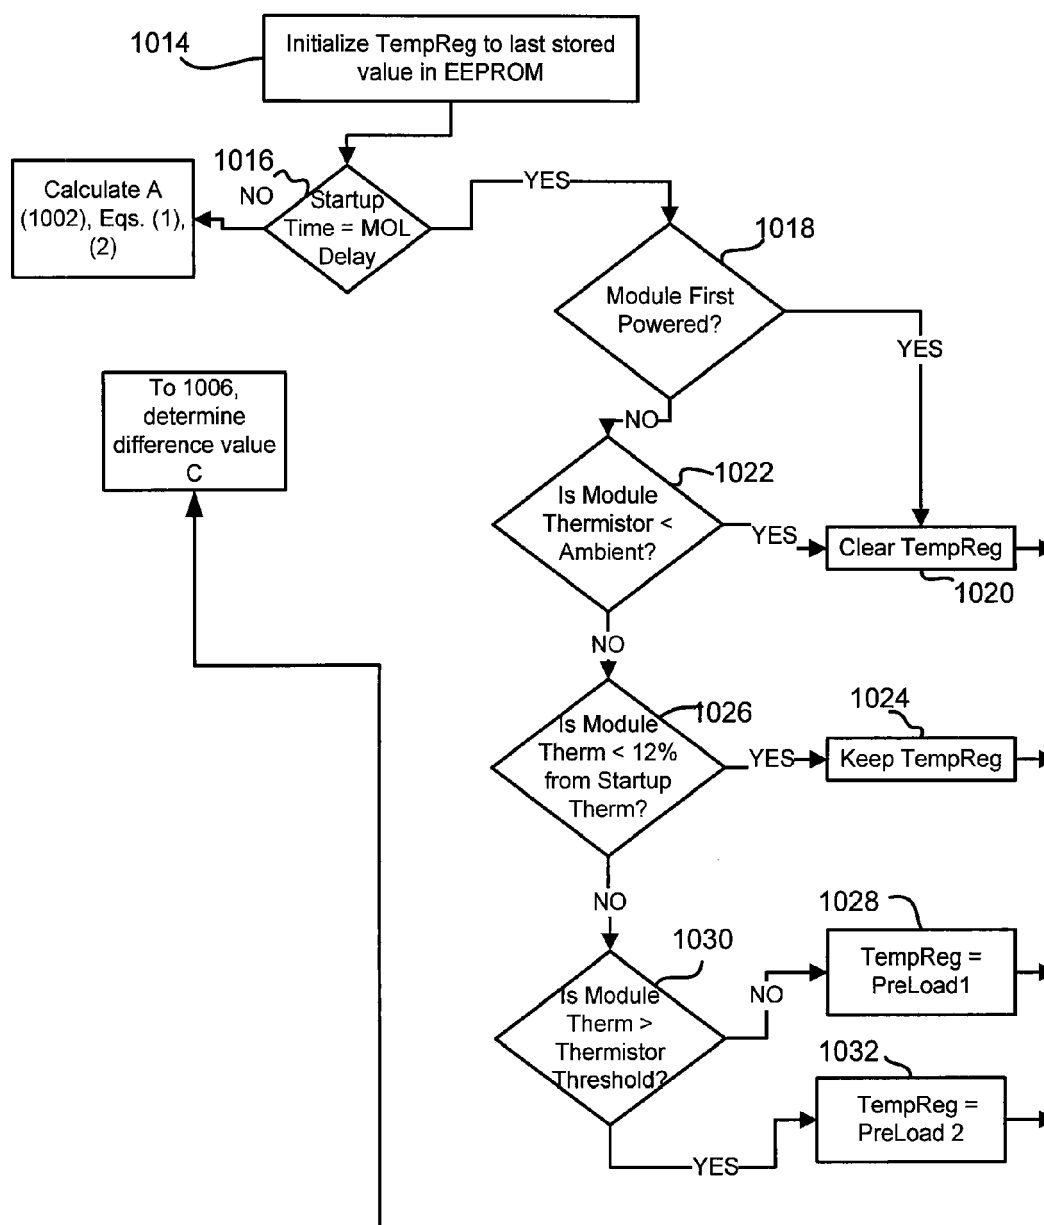 1014
Initialize TempReg to last stored
value in EEPROM
1016
NO
YES
Calculate A
(1002), Eqs. (1),
(2)
Startup
Time = MOL
Delay
1018
Module First
Powered?
YES
To 1006,
determine
difference value
C
NO
1022
Is Module
Thermistor <
Ambient?
YES
Clear TempReg
1020
NO
1026
Is Module
Therm < 12%
from Startup
Therm?
YES
1024
Keep TempReg
NO
1028
1030
TempReg =
PreLoad1
Is Module
Therm >
Thermistor
Threshold?
NO
1032
TempReg =
PreLoad 2
YES